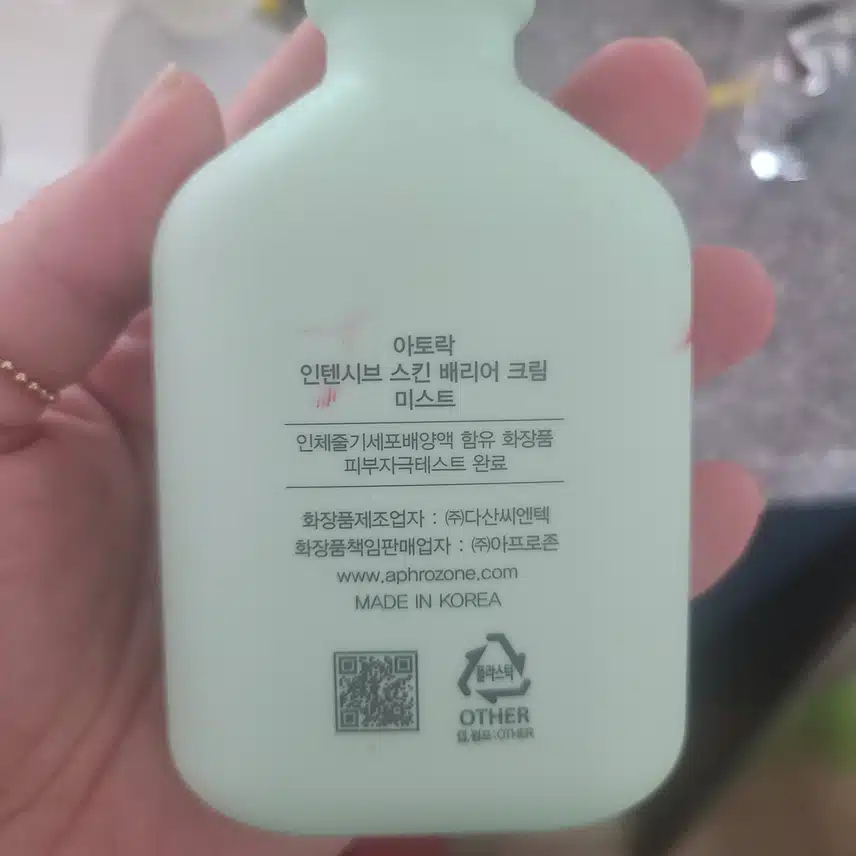 아토락
인텐시브 스킨 배리어 크림
미스트
인체줄기세포배양액 함유 화장품
피부자극테스트 완료
화장품제조업자 : ㈜다산씨엔텍
화장품책임판매업자 : ㈜아프로존
www.aphrozone.com
MADE IN KOREA
플라스틱
OTHER
캡,펌프:OTHER